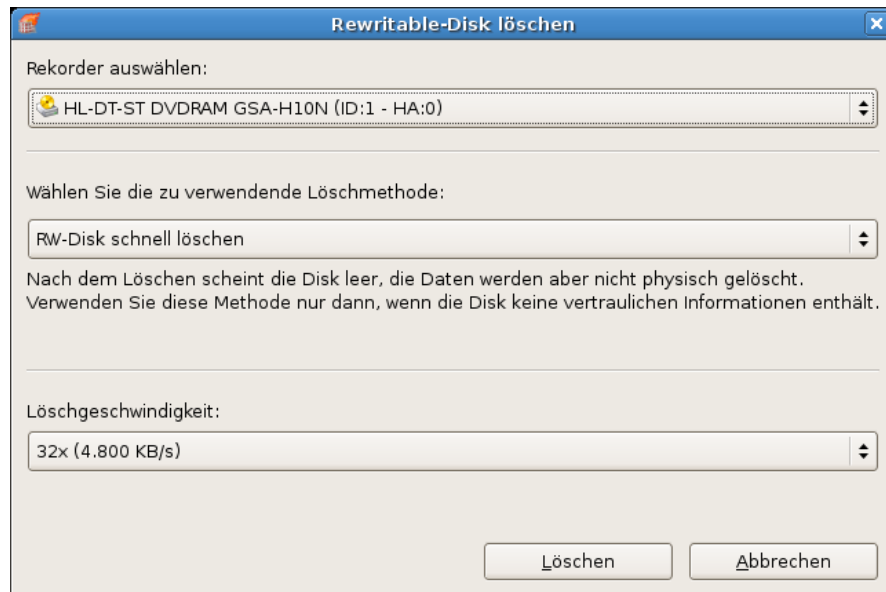 Rewritable-Disk löschen
Rekorder auswählen:
HL-DT-ST DVDRAM GSA-H10N (ID:1 - HA:0)
Wählen Sie die zu verwendende Löschmethode:
RW-Disk schnell löschen
Nach dem Löschen scheint die Disk leer, die Daten werden aber nicht physisch gelöscht.
Verwenden Sie diese Methode nur dann, wenn die Disk keine vertraulichen Informationen enthält.
Löschgeschwindigkeit:
32x (4.800 KB/s)
Löschen
Abbrechen